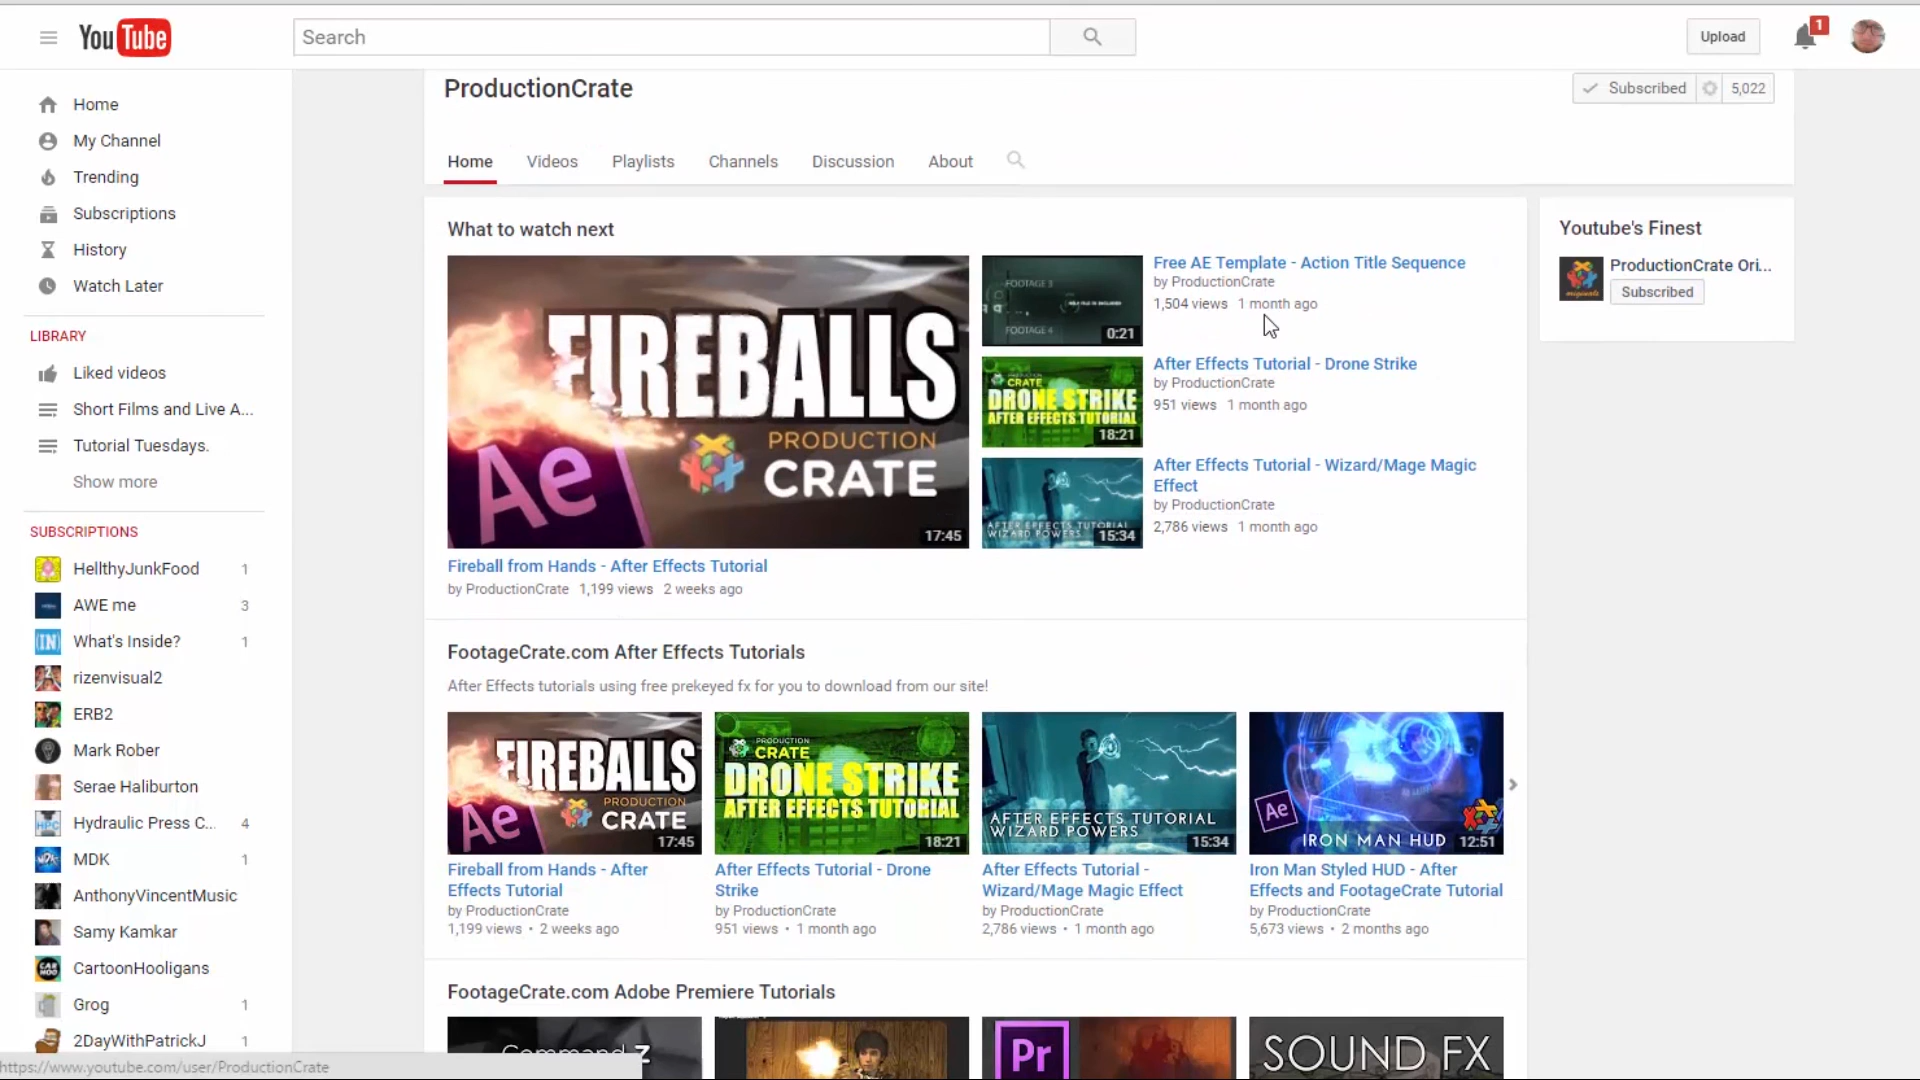 YouTube
Search
Upload
1
Home
My Channel
Trending
Subscriptions
History
Watch Later
LIBRARY
Liked videos
Short Films and Live A...
Tutorial Tuesdays.
Show more
SUBSCRIPTIONS
HellthyJunkFood 1
AWE me 3
What's Inside? 1
rizenvisual2
ERB2
Mark Rober
Serae Haliburton
Hydraulic Press C... 4
MDK 1
AnthonyVincentMusic
Samy Kamkar
CartoonHooligans
Grog 1
2DayWithPatrickJ 1
https://www.youtube.com/user/ProductionCrate
ProductionCrate
Subscribed 5,022
Home Videos Playlists Channels Discussion About
What to watch next
FIREBALLS
PRODUCTION
CRATE
Ae
17:45
Fireball from Hands - After Effects Tutorial
by ProductionCrate 1,199 views 2 weeks ago
FOOTAGE 3
FOOTAGE 4
0:21
Free AE Template - Action Title Sequence
by ProductionCrate
1,504 views 1 month ago
PRODUCTION
CRATE
DRONE STRIKE
AFTER EFFECTS TUTORIAL
18:21
After Effects Tutorial - Drone Strike
by ProductionCrate
951 views 1 month ago
AFTER EFFECTS TUTORIAL
WIZARD POWERS
15:34
After Effects Tutorial - Wizard/Mage Magic
Effect
by ProductionCrate
2,786 views 1 month ago
Youtube's Finest
ProductionCrate Ori...
Subscribed
FootageCrate.com After Effects Tutorials
After Effects tutorials using free prekeyed fx for you to download from our site!
FIREBALLS
PRODUCTION
CRATE
Ae
17:45
Fireball from Hands - After
Effects Tutorial
by ProductionCrate
1,199 views • 2 weeks ago
PRODUCTION
CRATE
DRONE STRIKE
AFTER EFFECTS TUTORIAL
18:21
After Effects Tutorial - Drone
Strike
by ProductionCrate
951 views • 1 month ago
AFTER EFFECTS TUTORIAL
WIZARD POWERS
15:34
After Effects Tutorial -
Wizard/Mage Magic Effect
by ProductionCrate
2,786 views • 1 month ago
Ae
IRON MAN HUD
12:51
Iron Man Styled HUD - After
Effects and FootageCrate Tutorial
by ProductionCrate
5,673 views • 2 months ago
FootageCrate.com Adobe Premiere Tutorials
Command Z
Pr
SOUND FX